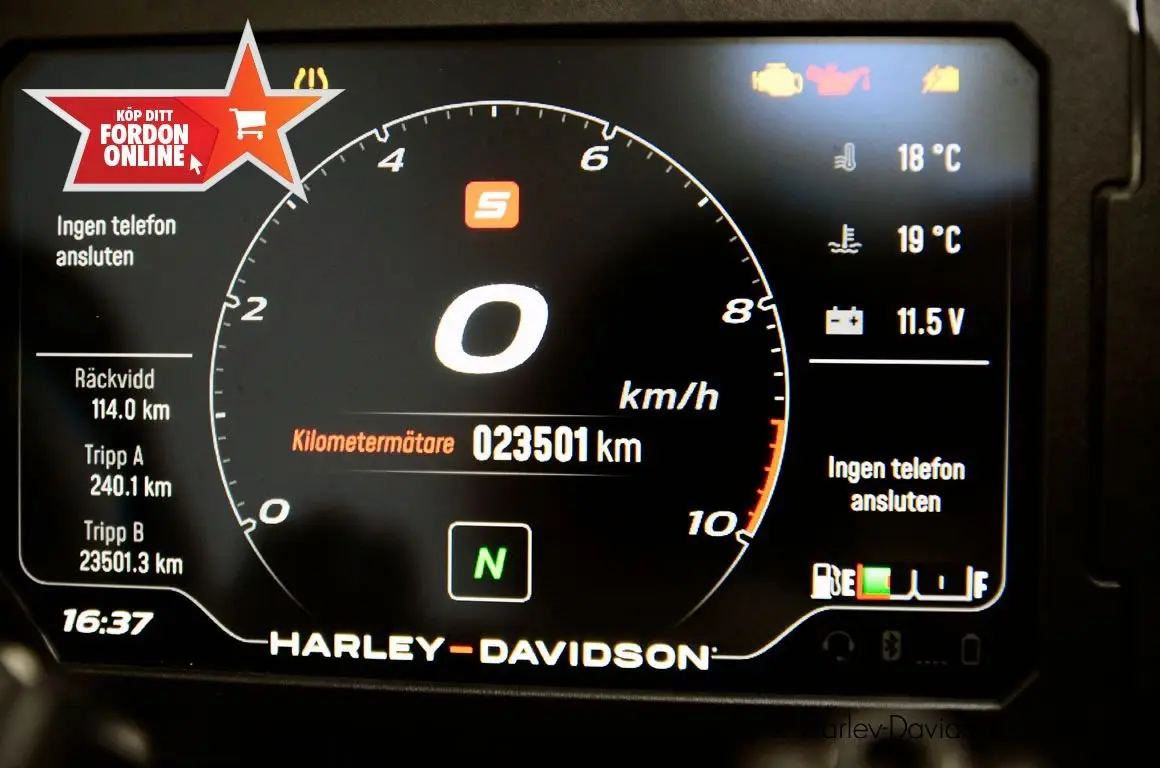 KÖP DITT
FORDON
ONLINE
Ingen telefon
ansluten
Räckvidd
114.0 km
Tripp A
240.1 km
Tripp B
23501.3 km
16:37
0
2
4
6
8
10
S
0
km/h
Kilometermätare 023501 km
N
HARLEY-DAVIDSON
18 °C
19 °C
11.5 V
Ingen telefon
ansluten
E F